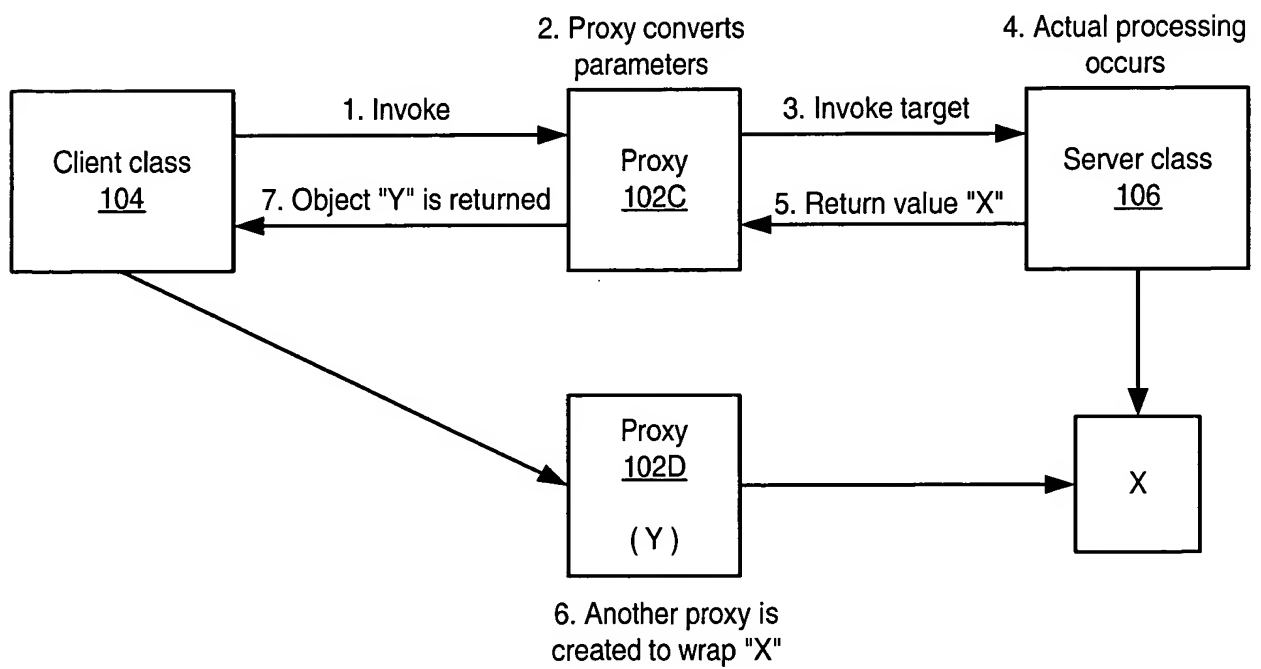 2. Proxy converts
parameters
4. Actual processing
occurs
1. Invoke
3. Invoke target
Client class
104
Proxy
102C
Server class
106
7. Object "Y" is returned
5. Return value "X"
Proxy
102D
( Y )
X
6. Another proxy is
created to wrap "X"